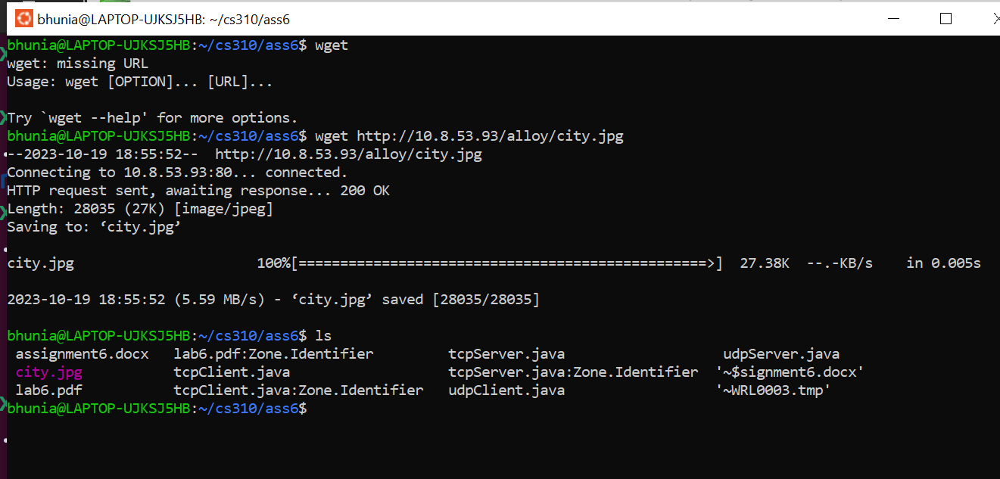 bhunia@LAPTOP-UJKSJ5HB: ~/cs310/ass6
bhunia@LAPTOP-UJKSJ5HB:~/cs310/ass6$ wget
wget: missing URL
Usage: wget [OPTION]... [URL]...
Try `wget --help' for more options.
bhunia@LAPTOP-UJKSJ5HB:~/cs310/ass6$ wget http://10.8.53.93/alloy/city.jpg
--2023-10-19 18:55:52--  http://10.8.53.93/alloy/city.jpg
Connecting to 10.8.53.93:80... connected.
HTTP request sent, awaiting response... 200 OK
Length: 28035 (27K) [image/jpeg]
Saving to: ‘city.jpg’
city.jpg                      100%[=================================================>]  27.38K  --.-KB/s    in 0.005s
2023-10-19 18:55:52 (5.59 MB/s) - ‘city.jpg’ saved [28035/28035]
bhunia@LAPTOP-UJKSJ5HB:~/cs310/ass6$ ls
 assignment6.docx   lab6.pdf:Zone.Identifier         tcpServer.java                   udpServer.java
 city.jpg           tcpClient.java                   tcpServer.java:Zone.Identifier  '~$signment6.docx'
 lab6.pdf           tcpClient.java:Zone.Identifier   udpClient.java                  '~WRL0003.tmp'
bhunia@LAPTOP-UJKSJ5HB:~/cs310/ass6$